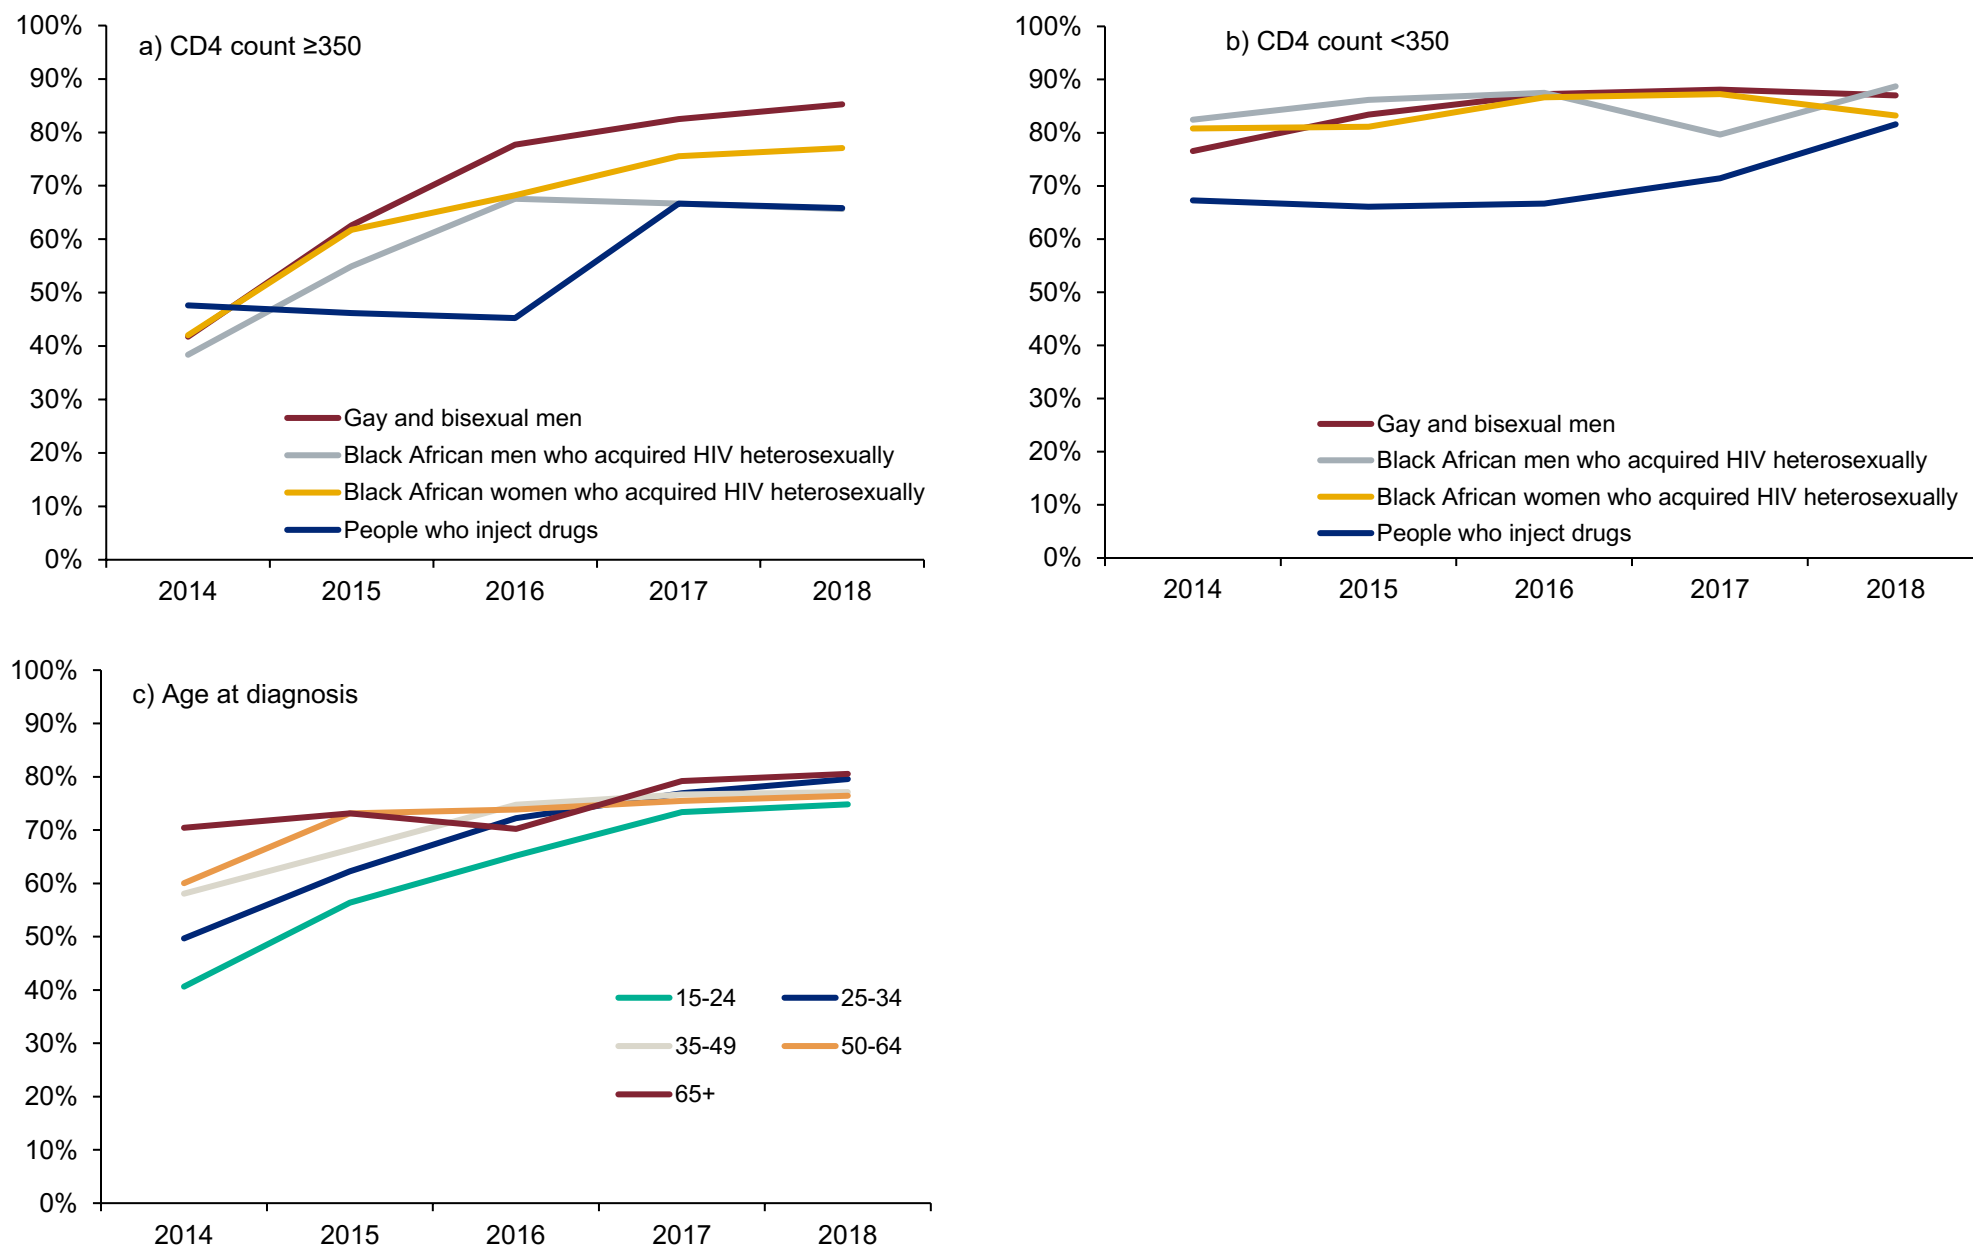 a) CD4 count ≥350
100%
90%
80%
70%
60%
50%
40%
30%
20%
10%
0%
Gay and bisexual men
Black African men who acquired HIV heterosexually
Black African women who acquired HIV heterosexually
People who inject drugs
2014 2015 2016 2017 2018
b) CD4 count <350
100%
90%
80%
70%
60%
50%
40%
30%
20%
10%
0%
Gay and bisexual men
Black African men who acquired HIV heterosexually
Black African women who acquired HIV heterosexually
People who inject drugs
2014 2015 2016 2017 2018
c) Age at diagnosis
100%
90%
80%
70%
60%
50%
40%
30%
20%
10%
0%
15-24 25-34
35-49 50-64
65+
2014 2015 2016 2017 2018